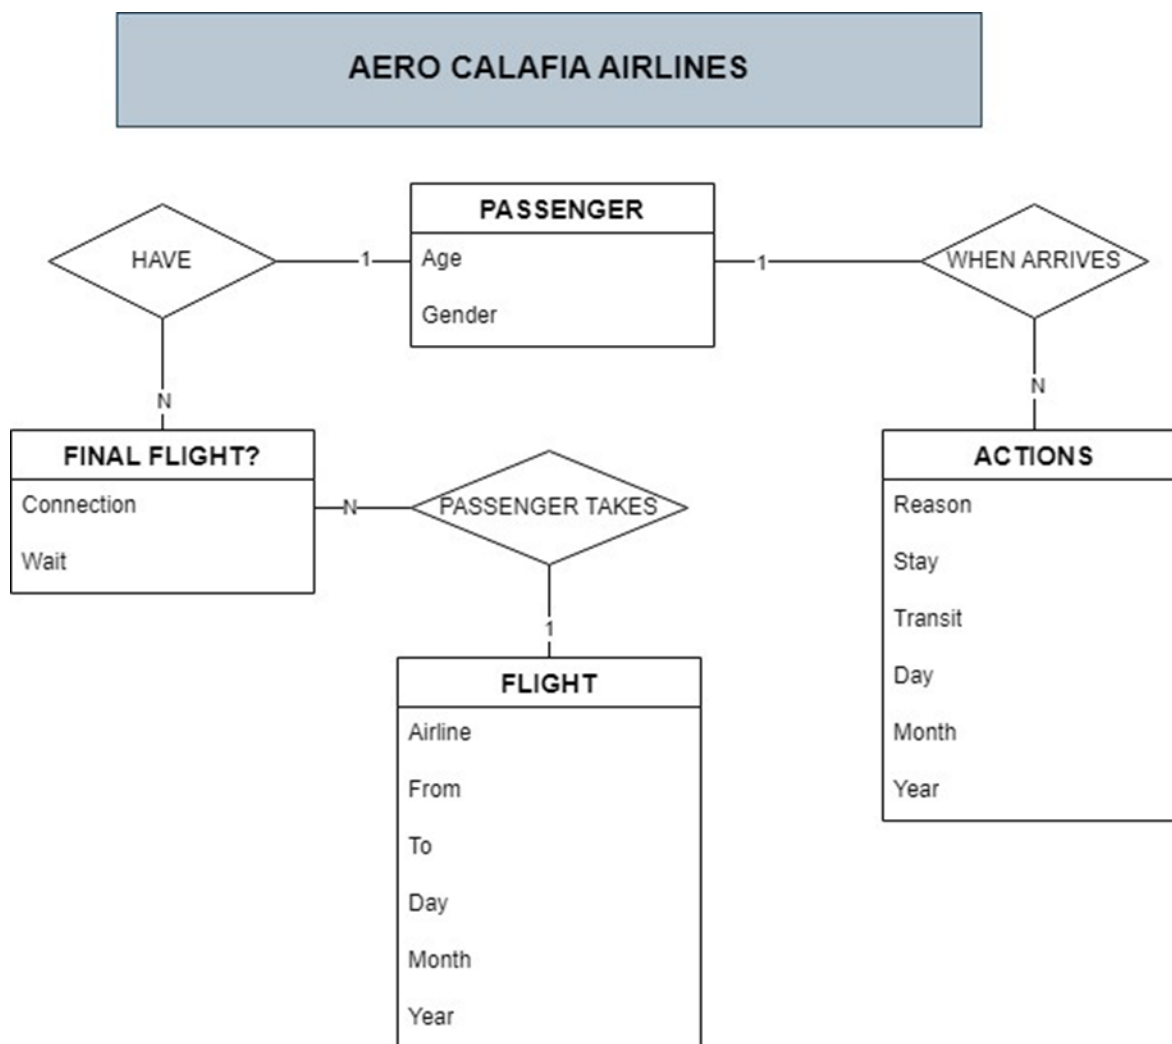 AERO CALAFIA AIRLINES
PASSENGER
Age
Gender
HAVE
1
1
WHEN ARRIVES
N
N
FINAL FLIGHT?
Connection
Wait
N
PASSENGER TAKES
1
ACTIONS
Reason
Stay
Transit
Day
Month
Year
FLIGHT
Airline
From
To
Day
Month
Year